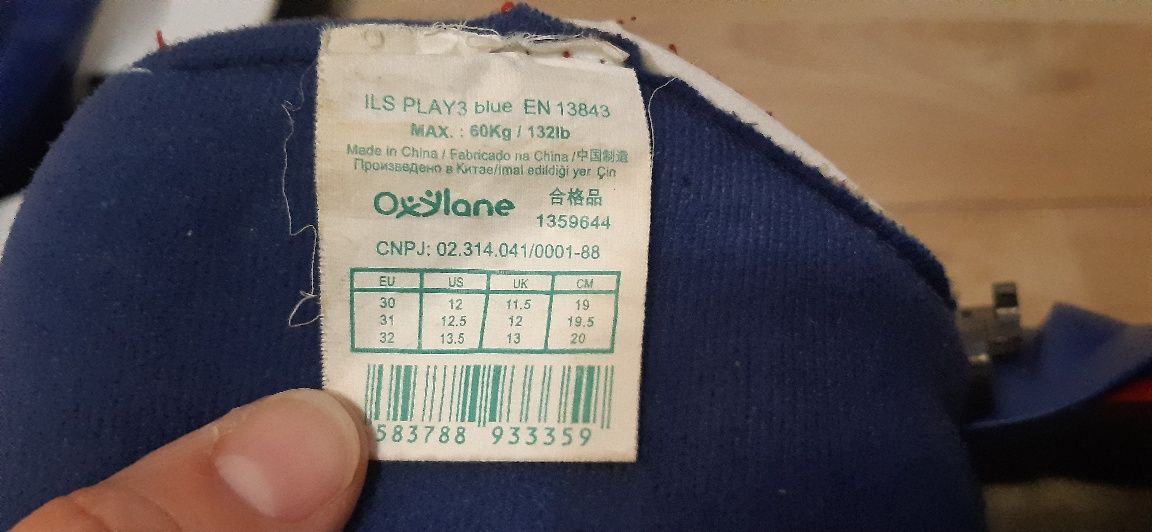 ILS PLAY3 blue EN 13843
MAX. : 60Kg / 132lb
Made in China / Fabricado na China /中国制造
Произведено в Китае/imal edildiği yer Çin
Oxylane 合格品
1359644
CNPJ: 02.314.041/0001-88
EU US UK CM
30 12 11.5 19
31 12.5 12 19.5
32 13.5 13 20
583788 933359